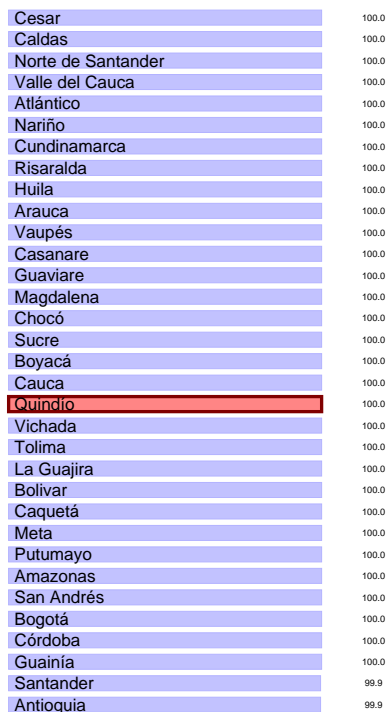 Cesar 100.0
Caldas 100.0
Norte de Santander 100.0
Valle del Cauca 100.0
Atlántico 100.0
Nariño 100.0
Cundinamarca 100.0
Risaralda 100.0
Huila 100.0
Arauca 100.0
Vaupés 100.0
Casanare 100.0
Guaviare 100.0
Magdalena 100.0
Chocó 100.0
Sucre 100.0
Boyacá 100.0
Cauca 100.0
Quindío 100.0
Vichada 100.0
Tolima 100.0
La Guajira 100.0
Bolivar 100.0
Caquetá 100.0
Meta 100.0
Putumayo 100.0
Amazonas 100.0
San Andrés 100.0
Bogotá 100.0
Córdoba 100.0
Guainía 100.0
Santander 99.9
Antioquia 99.9